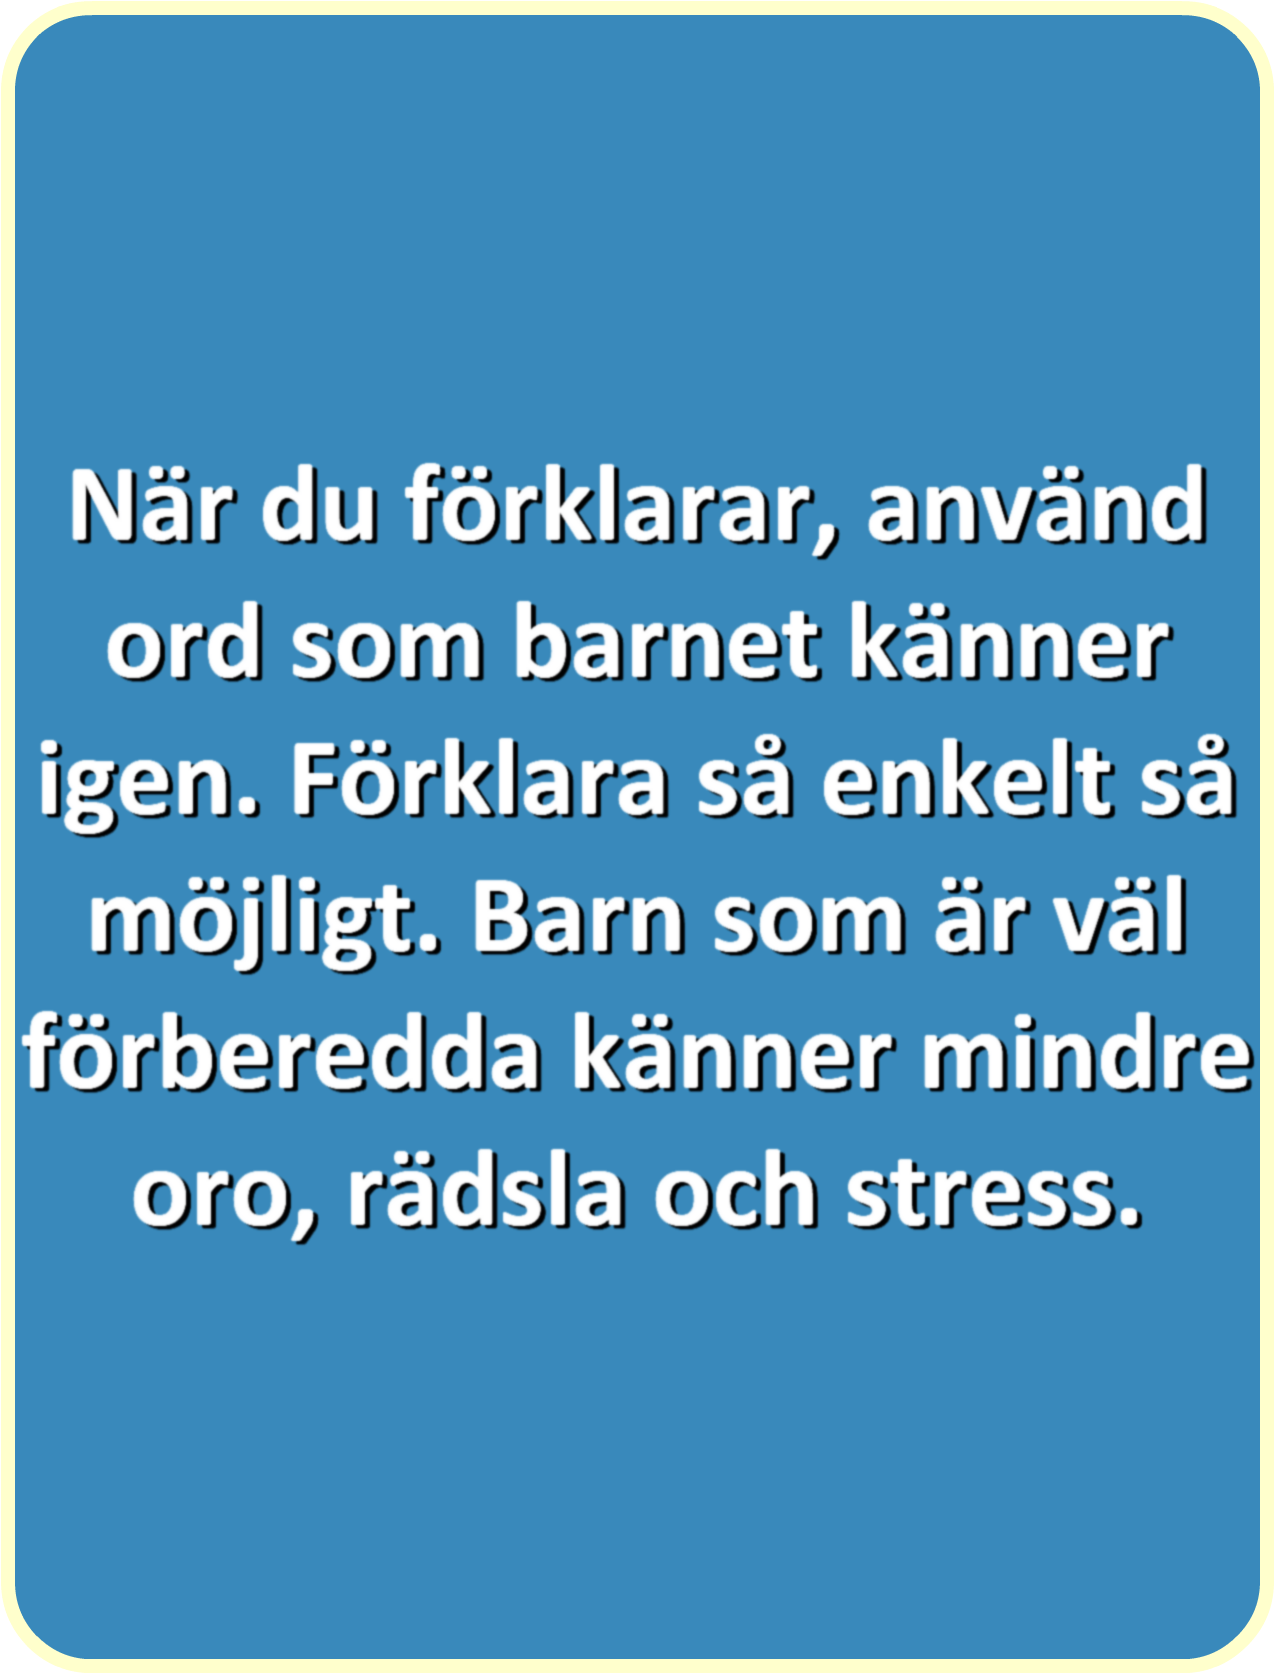 När du förklarar, använd
ord som barnet känner
igen. Förklara så enkelt så
möjligt. Barn som är väl
förberedda känner mindre
oro, rädsla och stress.